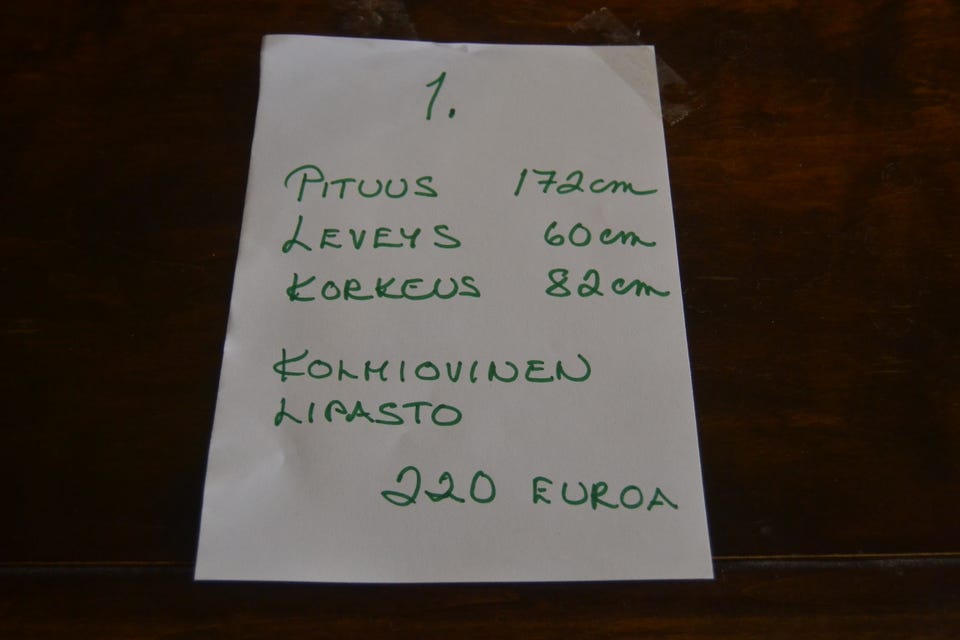 1.
PITUUS 172cm
LEVEYS 60cm
KORKEUS 82cm
KOLMIOVINEN
LIPASTO
220 EUROA